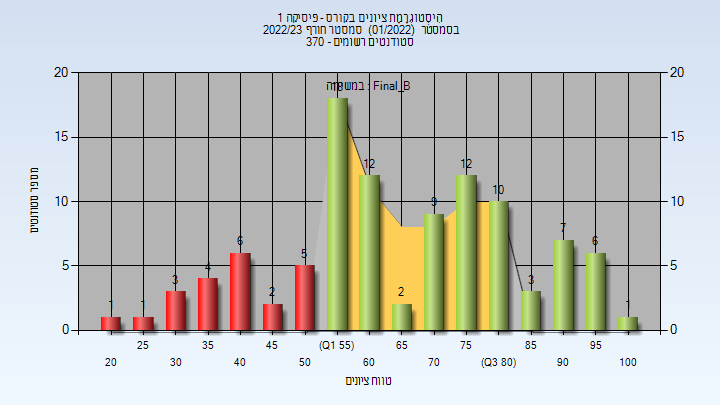 היסטוגרמת ציונים בקורס - פיסיקה 1
בסמסטר (01/2022) סמסטר חורף 2022/23
סטודנטים רשומים - 370
במשימה : Final_B
20 20
15 15
10 10
5 5
0 0
1 1 3 4 6 2 5 18 12 2 9 12 10 3 7 6 1
25 35 45 (Q1 55) 65 75 85 95
20 30 40 50 60 70 (Q3 80) 90 100
מספר סטודנטים
טווח ציונים